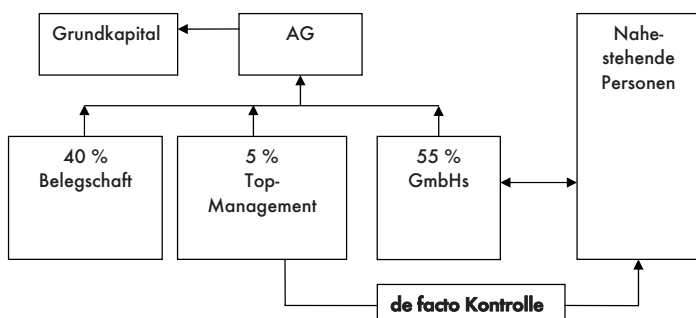 Grundkapital
AG
Nahe-
stehende
Personen
40 %
Belegschaft
5 %
Top-
Management
55 %
GmbHs
de facto Kontrolle